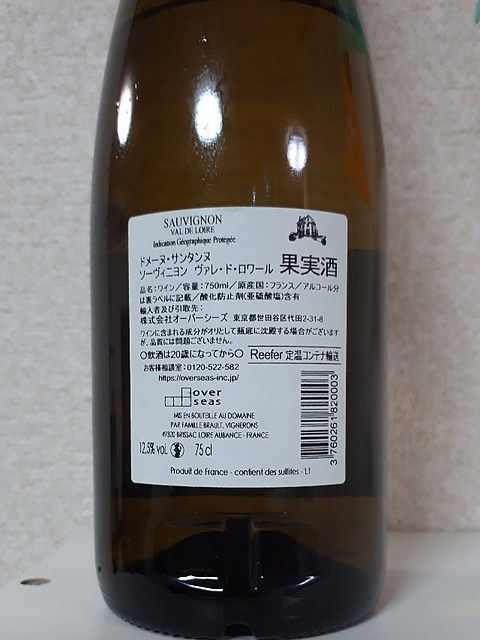 SAUVIGNON
VAL DE LOIRE
Indication Géographique Protégée
ドメーヌ・サンタンヌ
ソーヴィニヨン ヴァレ・ド・ロワール 果実酒
品名:ワイン/容量:750ml/原産国:フランス/アルコール分
は裏ラベルに記載/酸化防止剤(亜硫酸塩)含有
輸入者及び引取先:
株式会社オーバーシーズ 東京都世田谷区代田2-31-8
ワインに含まれる成分がオリとして瓶底に沈殿する場合がございます
が、品質には問題ございません。
〇飲酒は20歳になってから〇 Reefer 定温コンテナ輸送
お客様相談室:0120-522-582
https://overseas-inc.jp/
over
seas
MIS EN BOUTEILLE AU DOMAINE
PAR FAMILLE BRAULT, VIGNERONS
49320 BRISSAC LOIRE AUBANCE - FRANCE
12,5% vol. 75 cl
3 760261 820003
Produit de France - contient des sulfites - L1